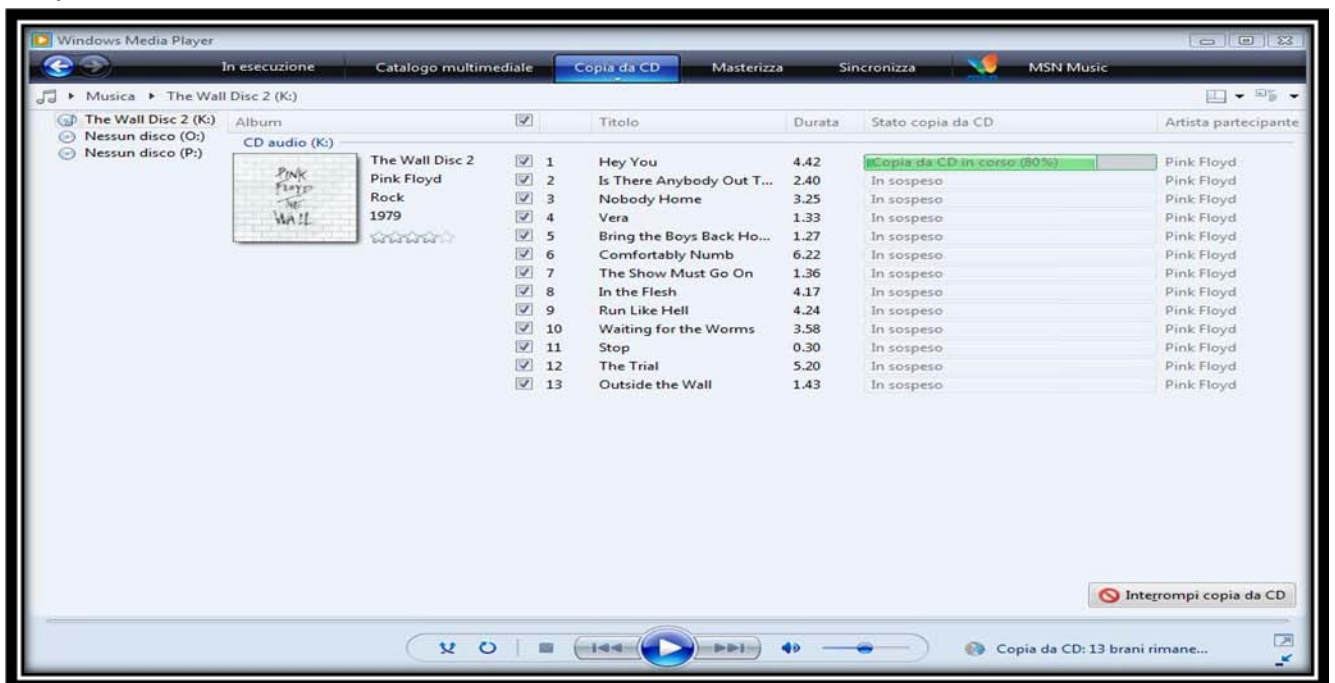 Windows Media Player
In esecuzione Catalogo multimediale Copia da CD Masterizza Sincronizza MSN Music
Musica The Wall Disc 2 (K:)
The Wall Disc 2 (K:)
Nessun disco (O:)
Nessun disco (P:)
Album Titolo Durata Stato copia da CD Artista partecipante
CD audio (K:)
PINK
FLOYD
THE
WALL
The Wall Disc 2
Pink Floyd
Rock
1979
1 Hey You 4.42 Copia da CD in corso (80%) Pink Floyd
2 Is There Anybody Out T... 2.40 In sospeso Pink Floyd
3 Nobody Home 3.25 In sospeso Pink Floyd
4 Vera 1.33 In sospeso Pink Floyd
5 Bring the Boys Back Ho... 1.27 In sospeso Pink Floyd
6 Comfortably Numb 6.22 In sospeso Pink Floyd
7 The Show Must Go On 1.36 In sospeso Pink Floyd
8 In the Flesh 4.17 In sospeso Pink Floyd
9 Run Like Hell 4.24 In sospeso Pink Floyd
10 Waiting for the Worms 3.58 In sospeso Pink Floyd
11 Stop 0.30 In sospeso Pink Floyd
12 The Trial 5.20 In sospeso Pink Floyd
13 Outside the Wall 1.43 In sospeso Pink Floyd
Interrompi copia da CD
Copia da CD: 13 brani rimane...